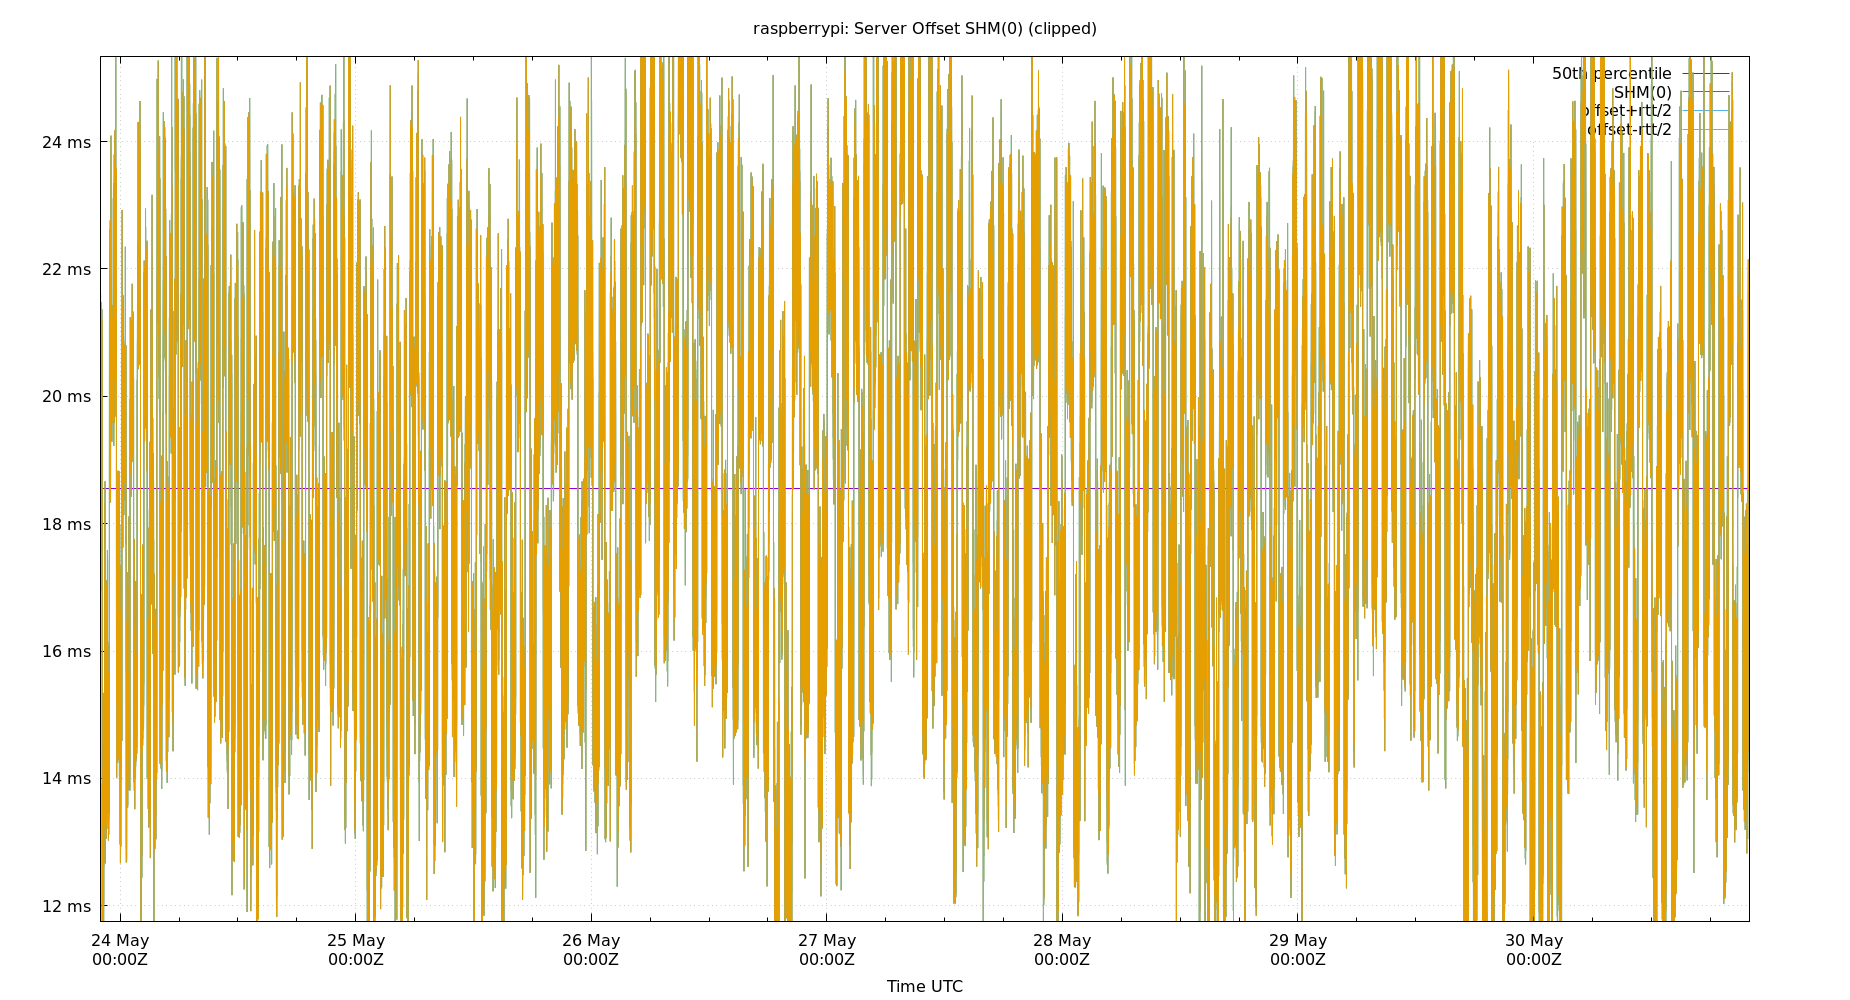 raspberrypi: Server Offset SHM(0) (clipped)
50th percentile
SHM(0)
offset+rtt/2
offset-rtt/2
24 ms
22 ms
20 ms
18 ms
16 ms
14 ms
12 ms
24 May 25 May 26 May 27 May 28 May 29 May 30 May
00:00Z 00:00Z 00:00Z 00:00Z 00:00Z 00:00Z 00:00Z
Time UTC